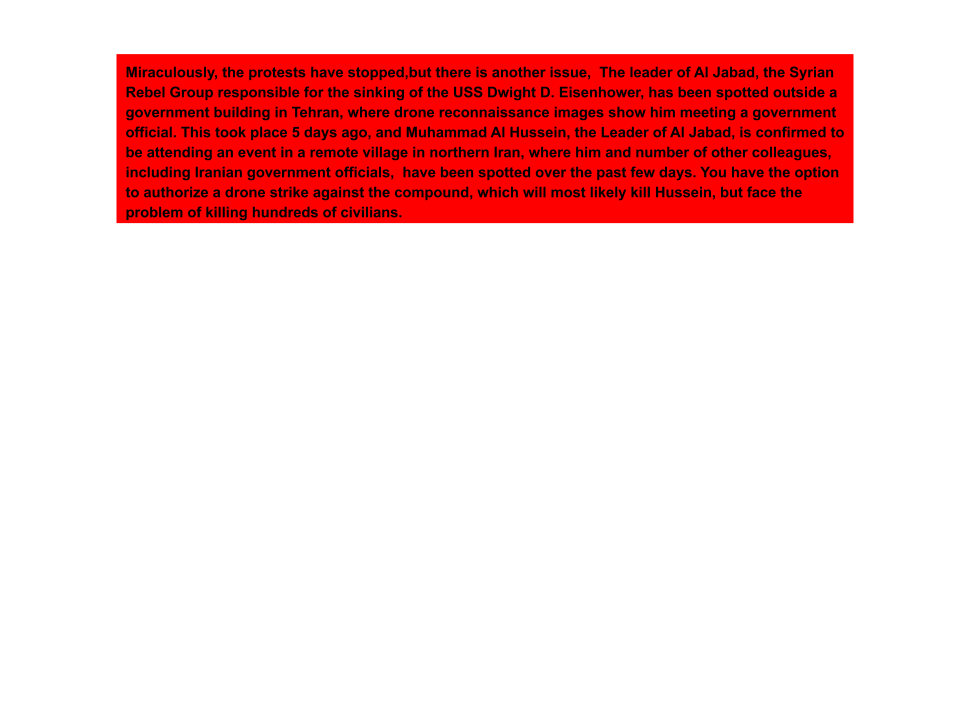 Miraculously, the protests have stopped,but there is another issue,  The leader of Al Jabad, the Syrian
Rebel Group responsible for the sinking of the USS Dwight D. Eisenhower, has been spotted outside a
government building in Tehran, where drone reconnaissance images show him meeting a government
official. This took place 5 days ago, and Muhammad Al Hussein, the Leader of Al Jabad, is confirmed to
be attending an event in a remote village in northern Iran, where him and number of other colleagues,
including Iranian government officials,  have been spotted over the past few days. You have the option
to authorize a drone strike against the compound, which will most likely kill Hussein, but face the
problem of killing hundreds of civilians.